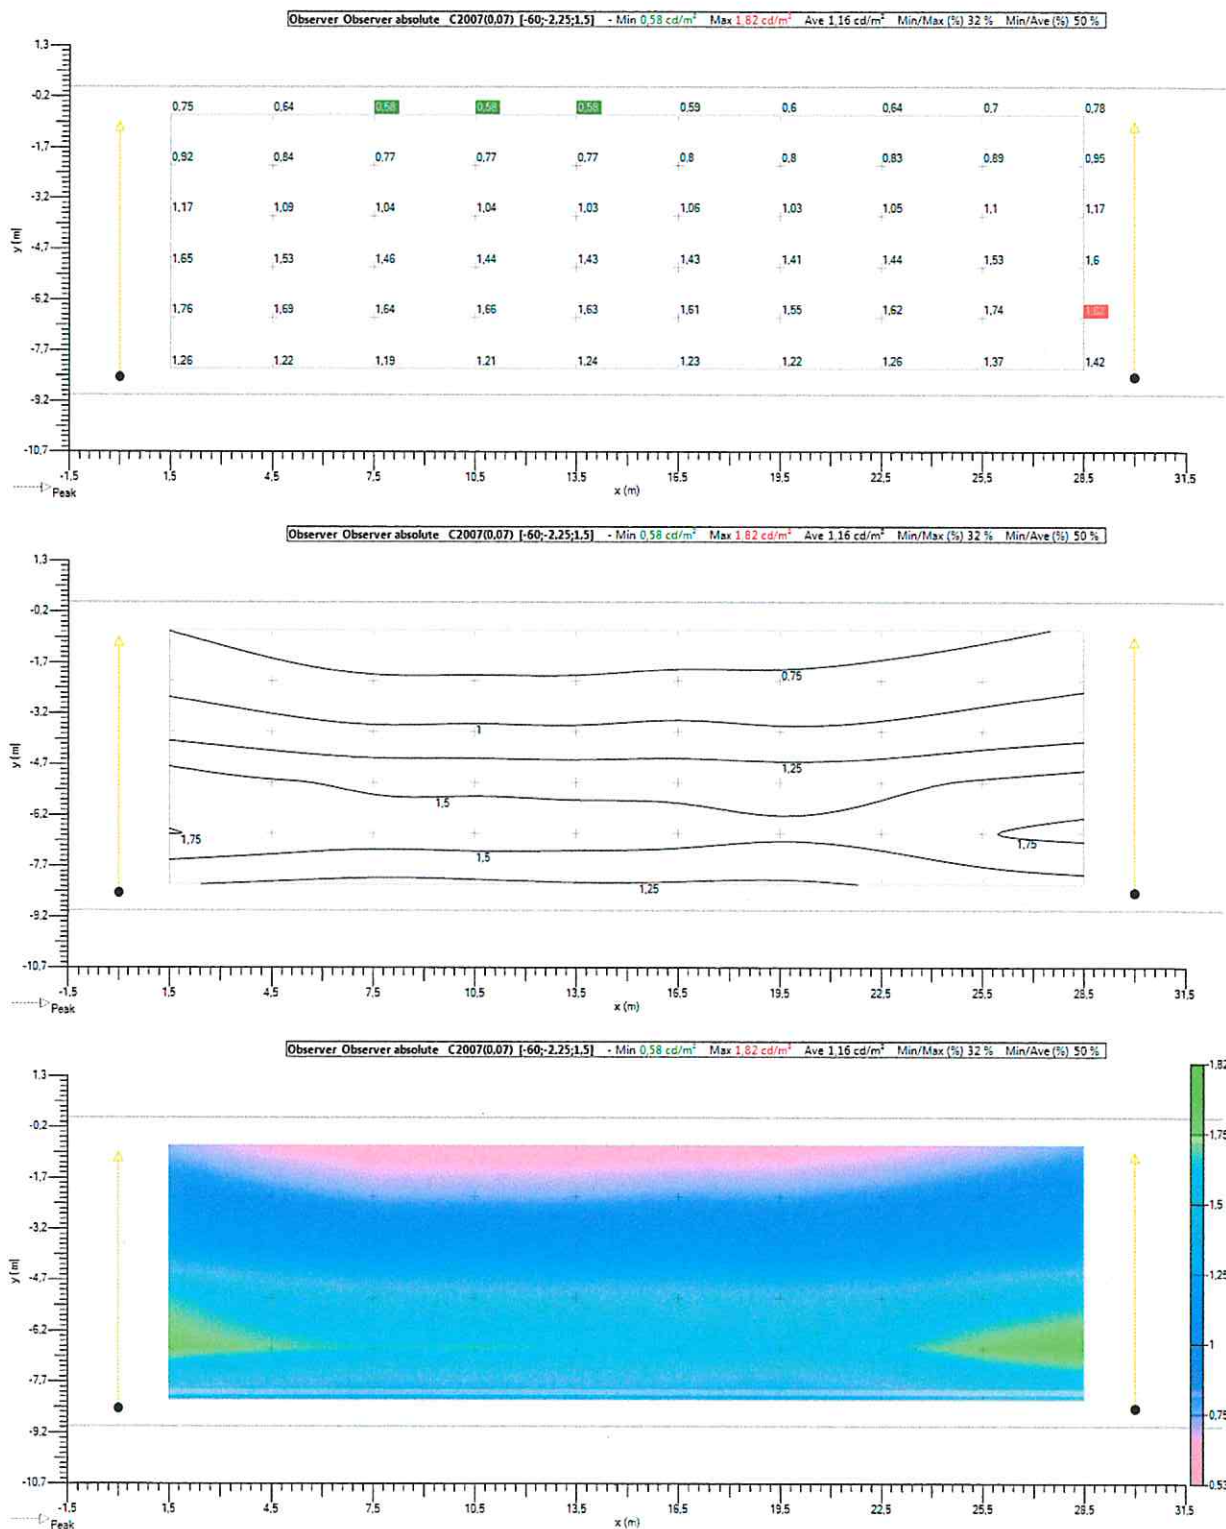 Observer Observer absolute C2007(0,07) [-60;-2,25;1,5] - Min 0,58 cd/m² Max 1,82 cd/m² Ave 1,16 cd/m² Min/Max (%) 32 % Min/Ave (%) 50 %
1.3
-0.2
0,75 0,64 0,58 0,58 0,58 0,59 0,6 0,64 0,7 0,78
-1.7
0,92 0,84 0,77 0,77 0,77 0,8 0,8 0,83 0,89 0,95
-3.2
1,17 1,09 1,04 1,04 1,03 1,06 1,03 1,05 1,1 1,17
y (m)
-4.7
1,65 1,53 1,46 1,44 1,43 1,43 1,41 1,44 1,53 1,6
-6.2
1,76 1,69 1,64 1,66 1,63 1,61 1,55 1,62 1,74 1,82
-7.7
1,26 1,22 1,19 1,21 1,24 1,23 1,22 1,26 1,37 1,42
-9.2
-10.7
-1.5 1.5 4.5 7.5 10.5 13.5 16.5 19.5 22.5 25.5 28.5 31.5
Peak
x (m)
Observer Observer absolute C2007(0,07) [-60;-2,25;1,5] - Min 0,58 cd/m² Max 1,82 cd/m² Ave 1,16 cd/m² Min/Max (%) 32 % Min/Ave (%) 50 %
1.3
-0.2
-1.7
0,75
-3.2
1
y (m)
-4.7
1,25
1,5
-6.2
1,75 1,75
1,5
-7.7
1,25
-9.2
-10.7
-1.5 1.5 4.5 7.5 10.5 13.5 16.5 19.5 22.5 25.5 28.5 31.5
Peak
x (m)
Observer Observer absolute C2007(0,07) [-60;-2,25;1,5] - Min 0,58 cd/m² Max 1,82 cd/m² Ave 1,16 cd/m² Min/Max (%) 32 % Min/Ave (%) 50 %
1,82
1.3
-0.2
1,75
-1.7
1,5
-3.2
y (m)
1,25
-4.7
-6.2
1
-7.7
0,75
-9.2
0,53
-10.7
-1.5 1.5 4.5 7.5 10.5 13.5 16.5 19.5 22.5 25.5 28.5 31.5
Peak
x (m)